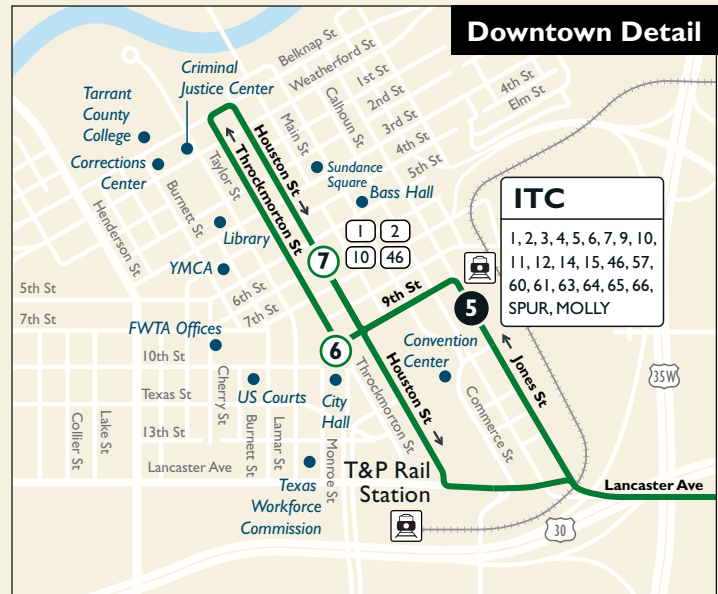 Downtown Detail
Belknap St
Weatherford St
1st St
2nd St
3rd St
4th St
5th St
4th St
Elm St
Criminal
Justice Center
Tarrant
County
College
Corrections
Center
Main St
Calhoun St
Houston St
Throckmorton St
Taylor St
Burnett St
Henderson St
Sundance
Square
Bass Hall
Library
YMCA
1
2
10
46
7
ITC
1, 2, 3, 4, 5, 6, 7, 9, 10,
11, 12, 14, 15, 46, 57,
60, 61, 63, 64, 65, 66,
SPUR, MOLLY
5th St
6th St
7th St
7th St
9th St
5
6
FWTA Offices
10th St
Convention
Center
Jones St
35W
Houston St
Throckmorton St
Commerce St
US Courts
City
Hall
Texas St
Cherry St
Burnett St
Lamar St
Monroe St
13th St
Collier St
Lake St
Lancaster Ave
T&P Rail
Station
Lancaster Ave
Texas
Workforce
Commission
30